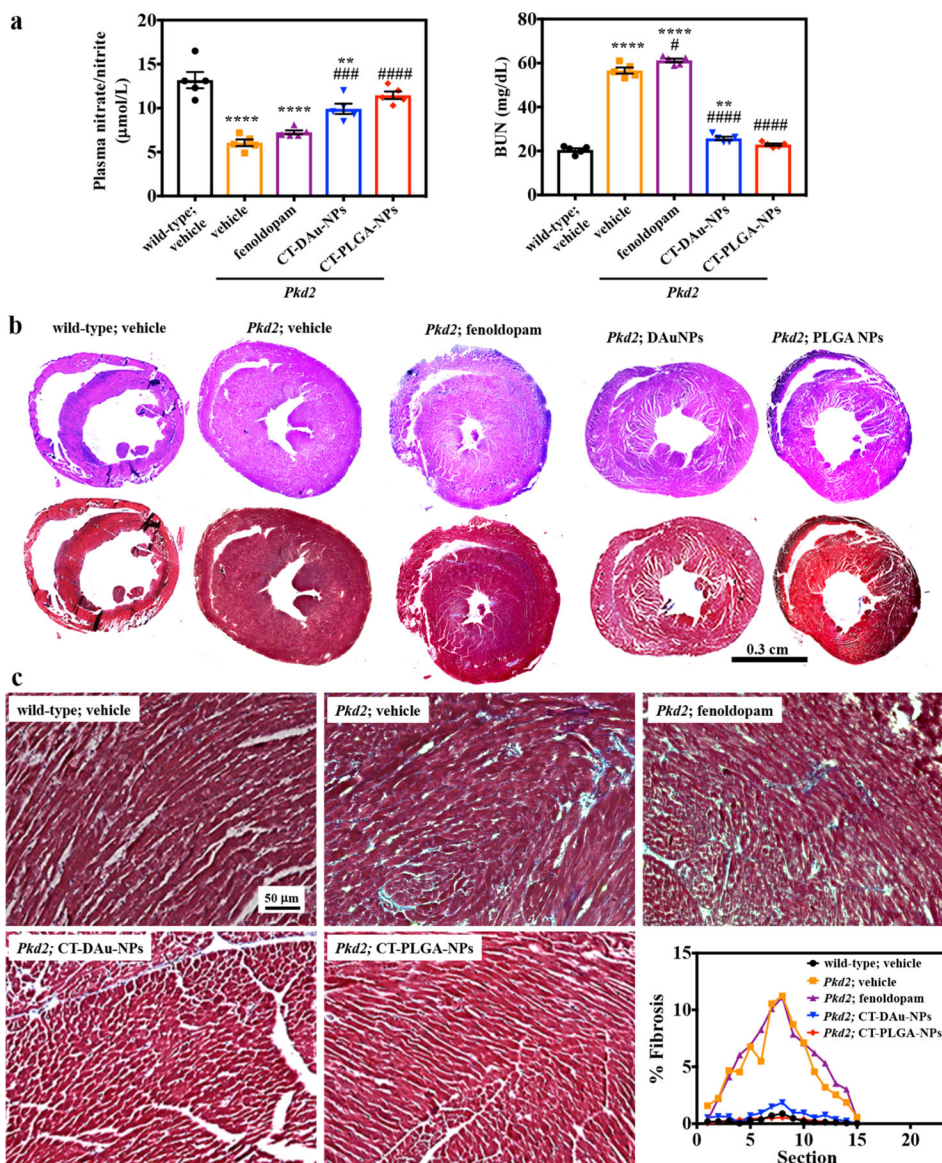 a
Plasma nitrate/nitrite
(μmol/L)
20
15
10
5
0
****
****
**
###
####
wild-type;
vehicle
vehicle
fenoldopam
CT-DAu-NPs
CT-PLGA-NPs
Pkd2
BUN (mg/dL)
80
60
40
20
0
****
****
#
**
####
####
wild-type;
vehicle
vehicle
fenoldopam
CT-DAu-NPs
CT-PLGA-NPs
Pkd2
b
wild-type; vehicle
Pkd2; vehicle
Pkd2; fenoldopam
Pkd2; DAuNPs
Pkd2; PLGA NPs
0.3 cm
c
wild-type; vehicle
50 μm
Pkd2; vehicle
Pkd2; fenoldopam
Pkd2; CT-DAu-NPs
Pkd2; CT-PLGA-NPs
% Fibrosis
15
10
5
0
wild-type; vehicle
Pkd2; vehicle
Pkd2; fenoldopam
Pkd2; CT-DAu-NPs
Pkd2; CT-PLGA-NPs
0 5 10 15 20
Section